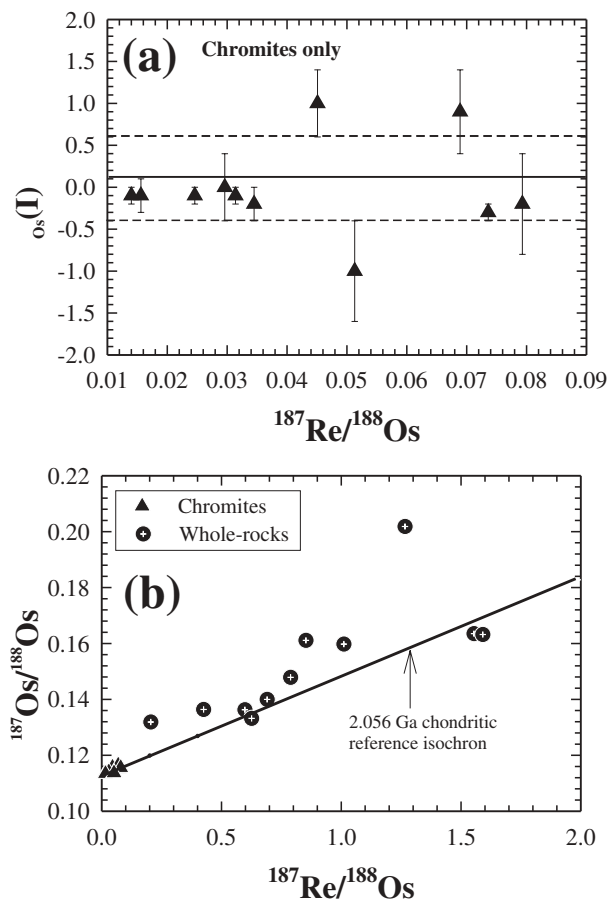 (a) Chromites only
1.5
1.0
0.5
0.0
-0.5
-1.0
-1.5
-2.0
Os(I)
0.01 0.02 0.03 0.04 0.05 0.06 0.07 0.08 0.09
187Re/188Os
0.22
0.20
0.18
0.16
0.14
0.12
0.10
187Os/188Os
Chromites
Whole-rocks
(b)
2.056 Ga chondritic
reference isochron
0.0 0.5 1.0 1.5 2.0
187Re/188Os